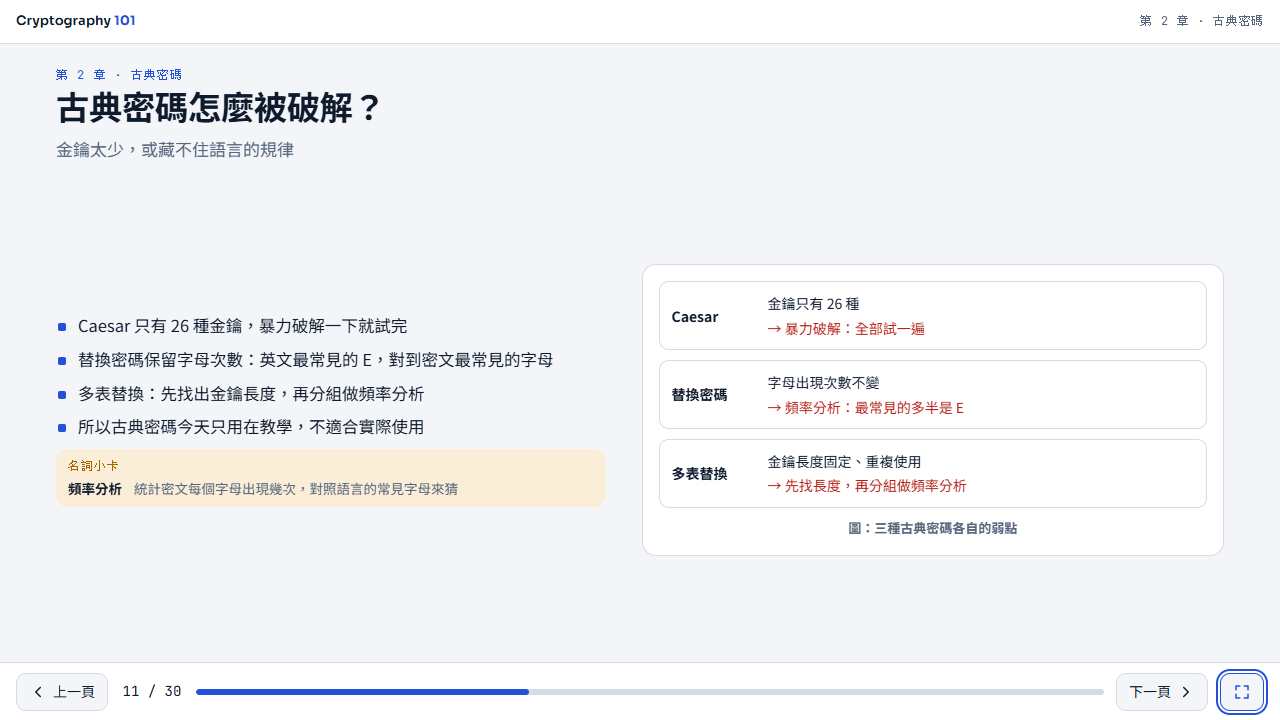 Cryptography 101
第 2 章 · 古典密碼
第 2 章 · 古典密碼
古典密碼怎麼被破解？
金鑰太少，或藏不住語言的規律
Caesar 只有 26 種金鑰，暴力破解一下就試完
替換密碼保留字母次數：英文最常見的 E，對到密文最常見的字母
多表替換：先找出金鑰長度，再分組做頻率分析
所以古典密碼今天只用在教學，不適合實際使用
名詞小卡
頻率分析 統計密文每個字母出現幾次，對照語言的常見字母來猜
Caesar
金鑰只有 26 種
→ 暴力破解：全部試一遍
替換密碼
字母出現次數不變
→ 頻率分析：最常見的多半是 E
多表替換
金鑰長度固定、重複使用
→ 先找長度，再分組做頻率分析
圖：三種古典密碼各自的弱點
上一頁
11 / 30
下一頁